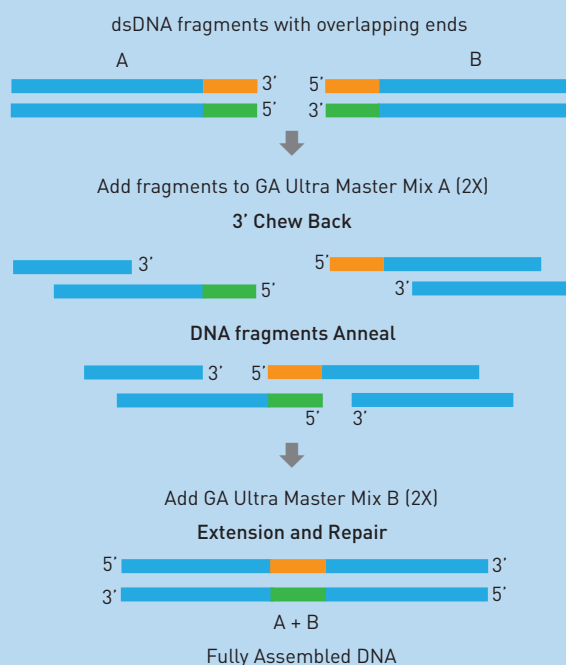 dsDNA fragments with overlapping ends
A B
3’ 5’
5’ 3’
Add fragments to GA Ultra Master Mix A (2X)
3’ Chew Back
3’ 5’
5’ 3’
DNA fragments Anneal
3’ 5’
5’ 3’
Add GA Ultra Master Mix B (2X)
Extension and Repair
5’ 3’
3’ 5’
A + B
Fully Assembled DNA